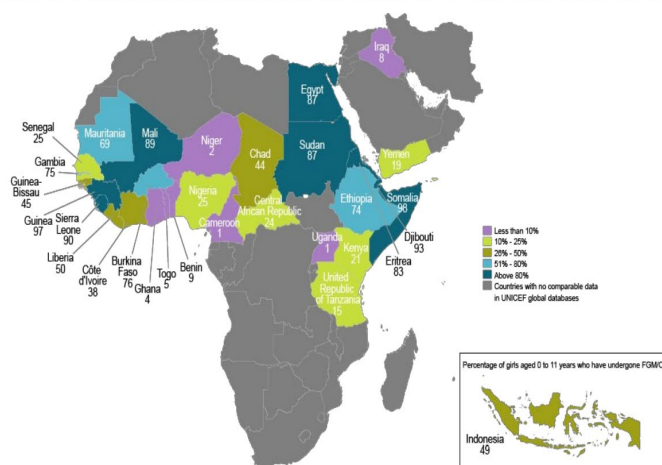 Iraq
8
Egypt
87
Mauritania
69
Mali
89
Niger
2
Chad
44
Sudan
87
Yemen
19
Senegal
25
Gambia
75
Guinea-
Bissau
45
Guinea
97
Sierra
Leone
90
Liberia
50
Côte
d'Ivoire
38
Burkina
Faso
76
Ghana
4
Togo
5
Benin
9
Nigeria
25
Cameroon
1
Central
African Republic
24
Ethiopia
74
Somalia
98
Djibouti
93
Eritrea
83
Uganda
1
Kenya
21
United
Republic
of Tanzania
15
Less than 10%
10% - 25%
26% - 50%
51% - 80%
Above 80%
Countries with no comparable data
in UNICEF global databases
Percentage of girls aged 0 to 11 years who have undergone FGM/C
Indonesia
49